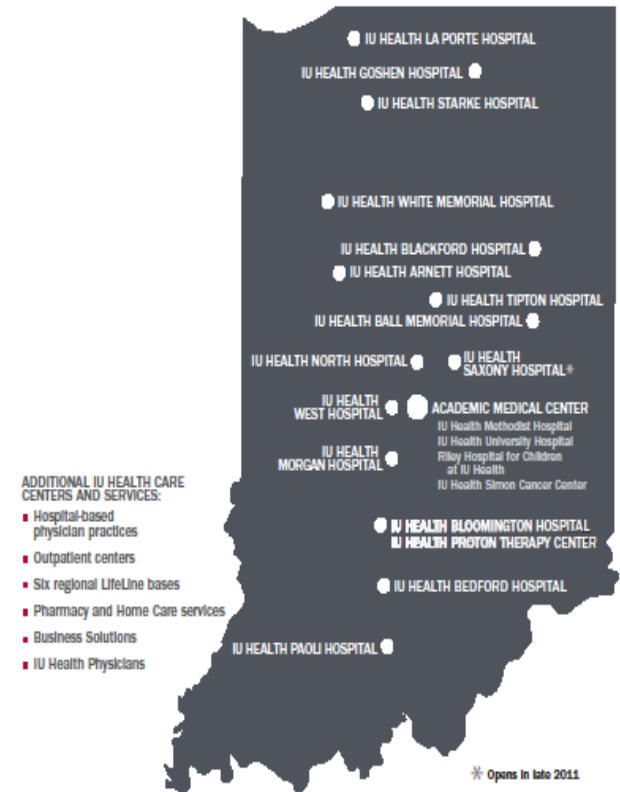 IU HEALTH LA PORTE HOSPITAL
IU HEALTH GOSHEN HOSPITAL
IU HEALTH STARKE HOSPITAL
IU HEALTH WHITE MEMORIAL HOSPITAL
IU HEALTH BLACKFORD HOSPITAL
IU HEALTH ARNETT HOSPITAL
IU HEALTH TIPTON HOSPITAL
IU HEALTH BALL MEMORIAL HOSPITAL
IU HEALTH NORTH HOSPITAL
IU HEALTH
SAXONY HOSPITAL*
IU HEALTH
WEST HOSPITAL
ACADEMIC MEDICAL CENTER
IU Health Methodist Hospital
IU Health University Hospital
Riley Hospital for Children
at IU Health
IU Health Simon Cancer Center
IU HEALTH
MORGAN HOSPITAL
ADDITIONAL IU HEALTH CARE
CENTERS AND SERVICES:
Hospital-based
physician practices
Outpatient centers
Six regional LifeLine bases
Pharmacy and Home Care services
Business Solutions
IU Health Physicians
IU HEALTH BLOOMINGTON HOSPITAL
IU HEALTH PROTON THERAPY CENTER
IU HEALTH BEDFORD HOSPITAL
IU HEALTH PAOLI HOSPITAL
* Opens in late 2011